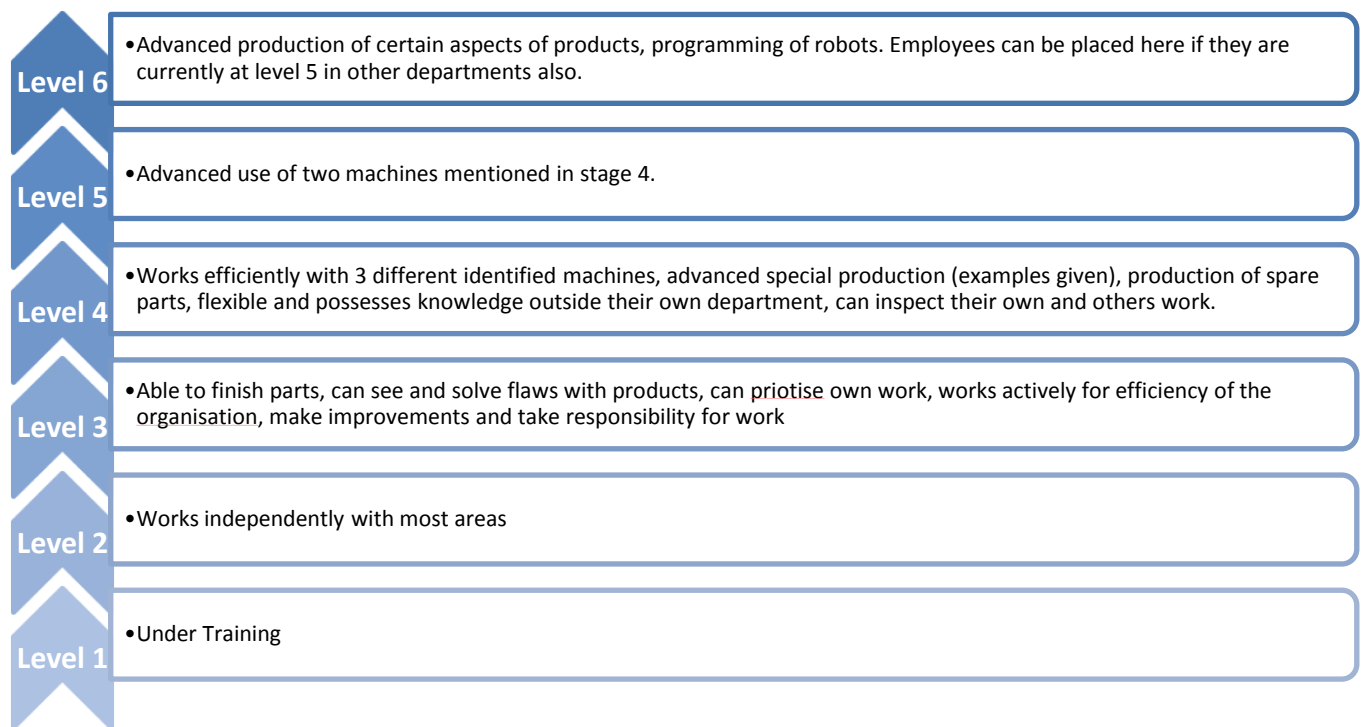 Level 6
•Advanced production of certain aspects of products, programming of robots. Employees can be placed here if they are
currently at level 5 in other departments also.
Level 5
•Advanced use of two machines mentioned in stage 4.
Level 4
•Works efficiently with 3 different identified machines, advanced special production (examples given), production of spare
parts, flexible and possesses knowledge outside their own department, can inspect their own and others work.
Level 3
•Able to finish parts, can see and solve flaws with products, can priotise own work, works actively for efficiency of the
organisation, make improvements and take responsibility for work
Level 2
•Works independently with most areas
Level 1
•Under Training